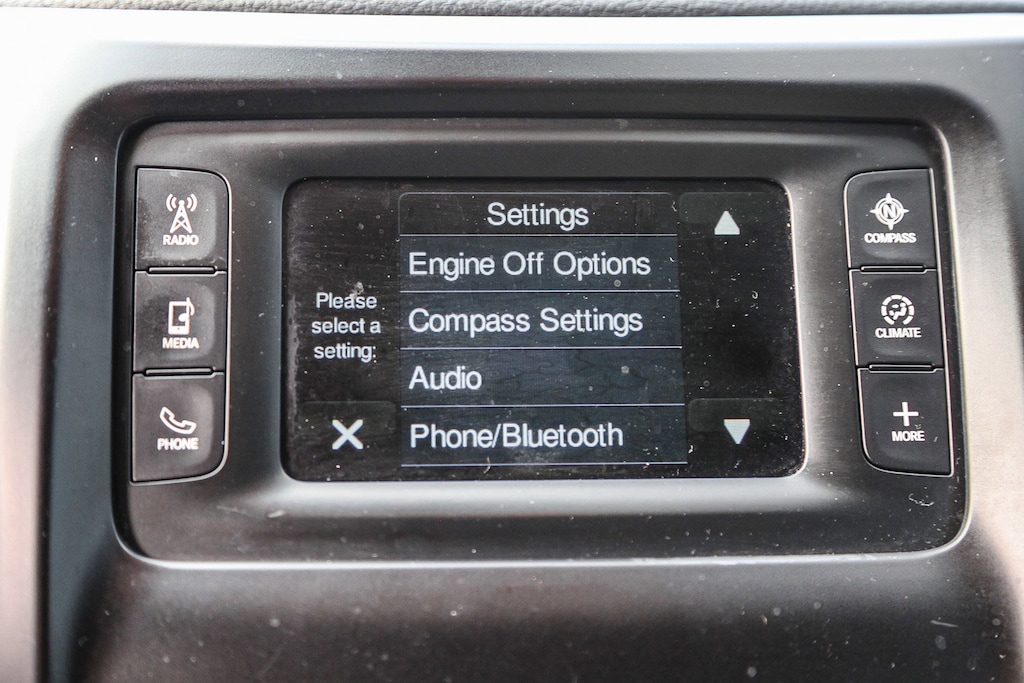 RADIO
MEDIA
PHONE
Settings
Please
select a
setting:
Engine Off Options
Compass Settings
Audio
Phone/Bluetooth
N
COMPASS
CLIMATE
MORE